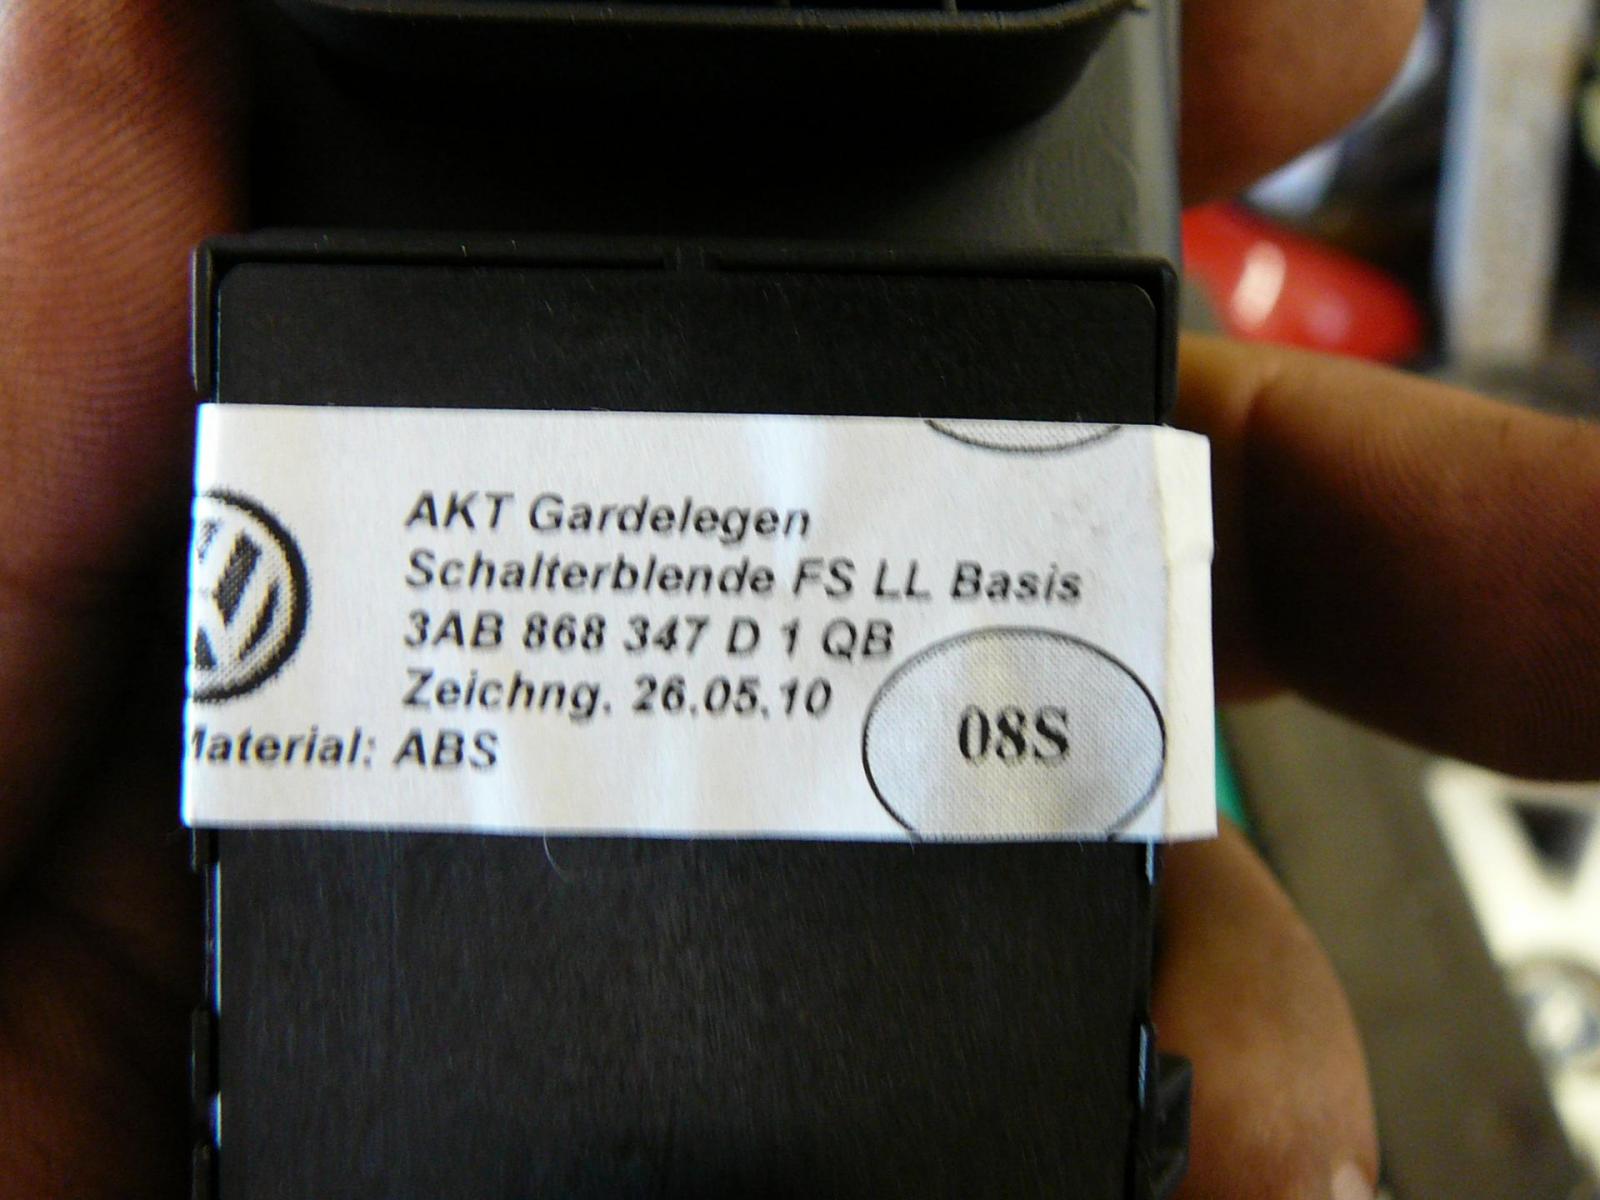 AKT Gardelegen
Schalterblende FS LL Basis
3AB 868 347 D 1 QB
Zeichng. 26.05.10
Material: ABS
08S